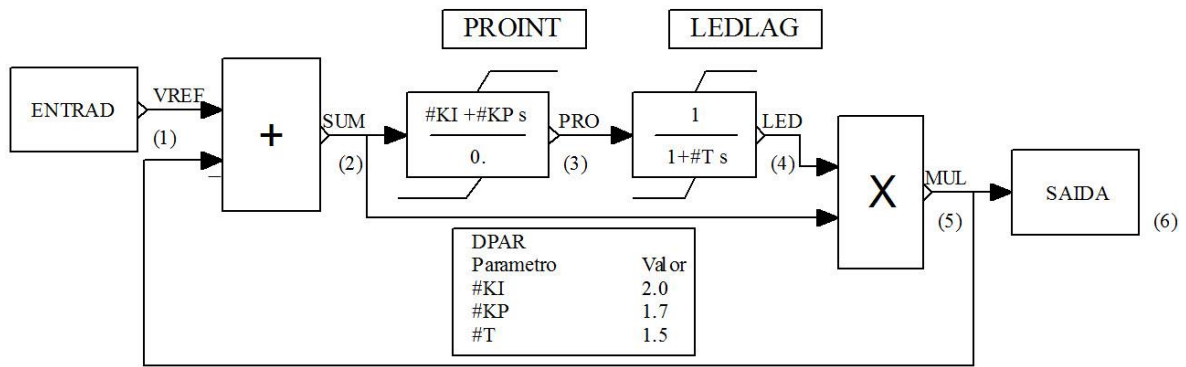 PROINT
LEDLAG
ENTRAD
VREF
(1)
+
−
SUM
(2)
#KI +#KP s
0.
PRO
(3)
1
1+#T s
LED
(4)
X
MUL
(5)
SAIDA
(6)
DPAR
Parametro Valor
#KI 2.0
#KP 1.7
#T 1.5